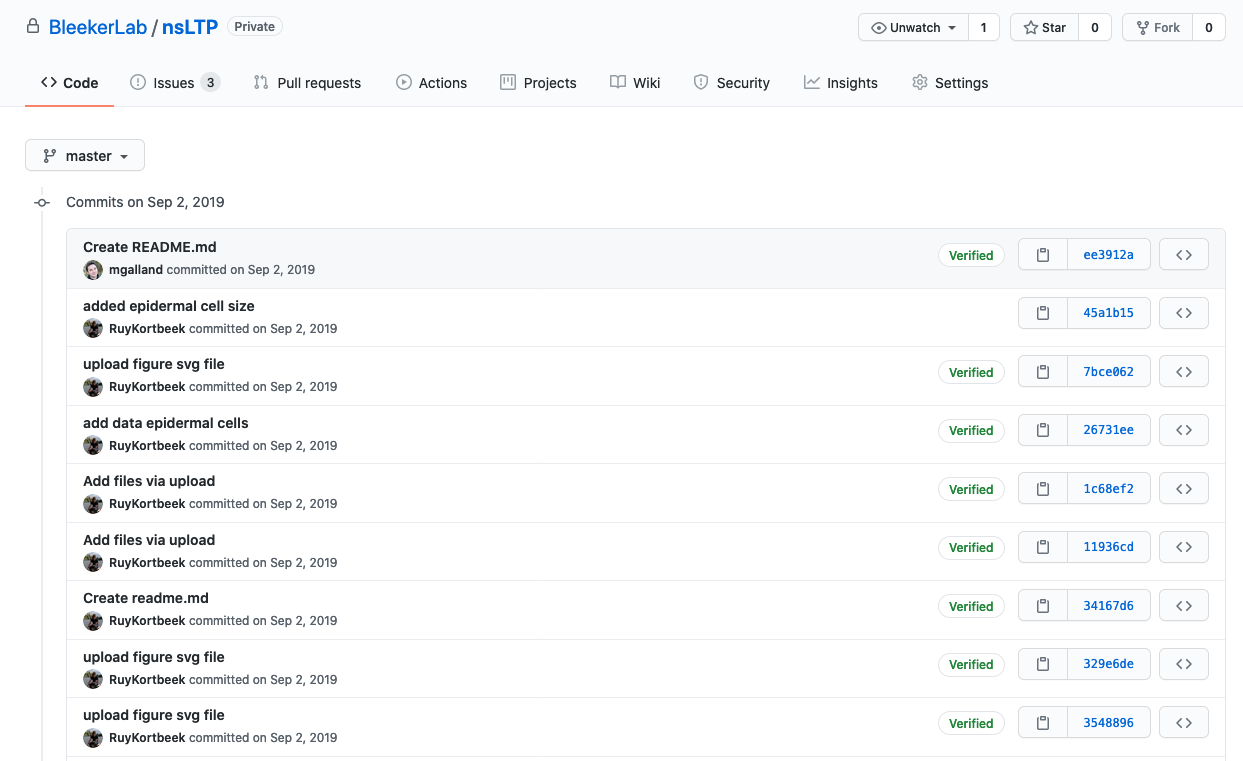 BleekerLab / nsLTP Private Unwatch 1 Star 0 Fork 0
Code Issues 3 Pull requests Actions Projects Wiki Security Insights Settings
master
Commits on Sep 2, 2019
Create README.md
mgalland committed on Sep 2, 2019 Verified ee3912a
added epidermal cell size
RuyKortbeek committed on Sep 2, 2019 45a1b15
upload figure svg file
RuyKortbeek committed on Sep 2, 2019 Verified 7bce062
add data epidermal cells
RuyKortbeek committed on Sep 2, 2019 Verified 26731ee
Add files via upload
RuyKortbeek committed on Sep 2, 2019 Verified 1c68ef2
Add files via upload
RuyKortbeek committed on Sep 2, 2019 Verified 11936cd
Create readme.md
RuyKortbeek committed on Sep 2, 2019 Verified 34167d6
upload figure svg file
RuyKortbeek committed on Sep 2, 2019 Verified 329e6de
upload figure svg file
RuyKortbeek committed on Sep 2, 2019 Verified 3548896